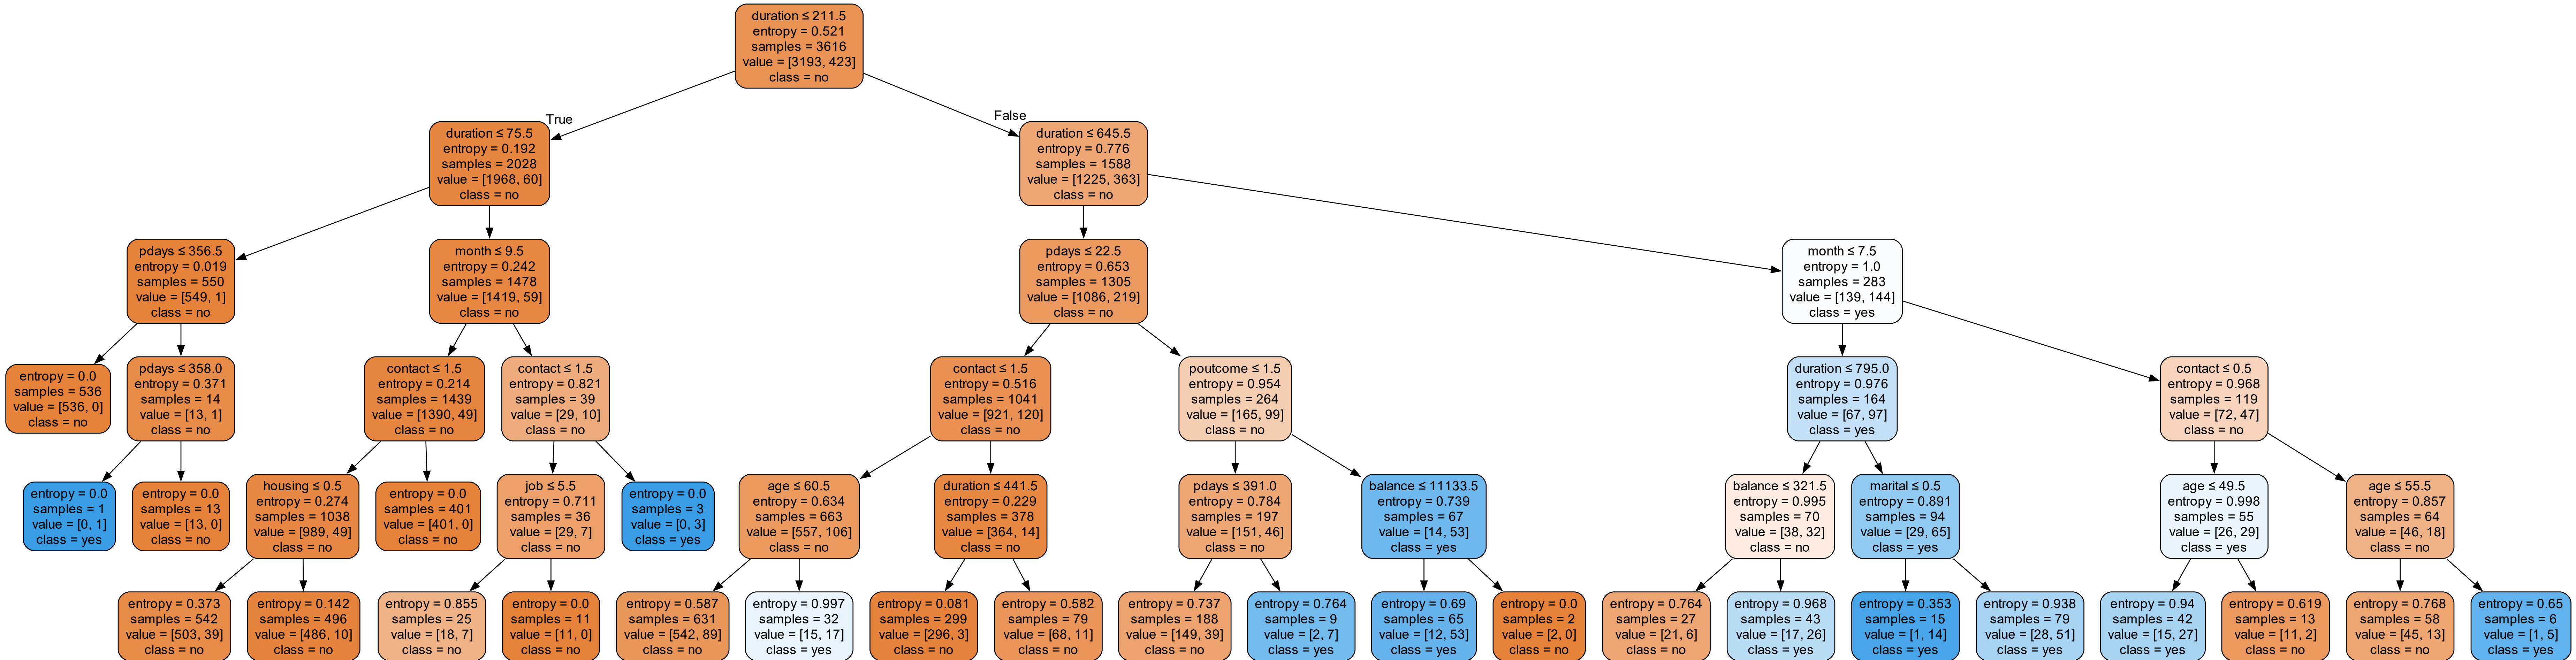 duration ≤ 211.5
entropy = 0.521
samples = 3616
value = [3193, 423]
class = no
True
False
duration ≤ 75.5
entropy = 0.192
samples = 2028
value = [1968, 60]
class = no
duration ≤ 645.5
entropy = 0.776
samples = 1588
value = [1225, 363]
class = no
pdays ≤ 356.5
entropy = 0.019
samples = 550
value = [549, 1]
class = no
month ≤ 9.5
entropy = 0.242
samples = 1478
value = [1419, 59]
class = no
pdays ≤ 22.5
entropy = 0.653
samples = 1305
value = [1086, 219]
class = no
month ≤ 7.5
entropy = 1.0
samples = 283
value = [139, 144]
class = yes
entropy = 0.0
samples = 536
value = [536, 0]
class = no
pdays ≤ 358.0
entropy = 0.371
samples = 14
value = [13, 1]
class = no
contact ≤ 1.5
entropy = 0.214
samples = 1439
value = [1390, 49]
class = no
contact ≤ 1.5
entropy = 0.821
samples = 39
value = [29, 10]
class = no
contact ≤ 1.5
entropy = 0.516
samples = 1041
value = [921, 120]
class = no
poutcome ≤ 1.5
entropy = 0.954
samples = 264
value = [165, 99]
class = no
duration ≤ 795.0
entropy = 0.976
samples = 164
value = [67, 97]
class = yes
contact ≤ 0.5
entropy = 0.968
samples = 119
value = [72, 47]
class = no
entropy = 0.0
samples = 1
value = [0, 1]
class = yes
entropy = 0.0
samples = 13
value = [13, 0]
class = no
housing ≤ 0.5
entropy = 0.274
samples = 1038
value = [989, 49]
class = no
entropy = 0.0
samples = 401
value = [401, 0]
class = no
job ≤ 5.5
entropy = 0.711
samples = 36
value = [29, 7]
class = no
entropy = 0.0
samples = 3
value = [0, 3]
class = yes
age ≤ 60.5
entropy = 0.634
samples = 663
value = [557, 106]
class = no
duration ≤ 441.5
entropy = 0.229
samples = 378
value = [364, 14]
class = no
pdays ≤ 391.0
entropy = 0.784
samples = 197
value = [151, 46]
class = no
balance ≤ 11133.5
entropy = 0.739
samples = 67
value = [14, 53]
class = yes
balance ≤ 321.5
entropy = 0.995
samples = 70
value = [38, 32]
class = no
marital ≤ 0.5
entropy = 0.891
samples = 94
value = [29, 65]
class = yes
age ≤ 49.5
entropy = 0.998
samples = 55
value = [26, 29]
class = yes
age ≤ 55.5
entropy = 0.857
samples = 64
value = [46, 18]
class = no
entropy = 0.373
samples = 542
value = [503, 39]
class = no
entropy = 0.142
samples = 496
value = [486, 10]
class = no
entropy = 0.855
samples = 25
value = [18, 7]
class = no
entropy = 0.0
samples = 11
value = [11, 0]
class = no
entropy = 0.587
samples = 631
value = [542, 89]
class = no
entropy = 0.997
samples = 32
value = [15, 17]
class = yes
entropy = 0.081
samples = 299
value = [296, 3]
class = no
entropy = 0.582
samples = 79
value = [68, 11]
class = no
entropy = 0.737
samples = 188
value = [149, 39]
class = no
entropy = 0.764
samples = 9
value = [2, 7]
class = yes
entropy = 0.69
samples = 65
value = [12, 53]
class = yes
entropy = 0.0
samples = 2
value = [2, 0]
class = no
entropy = 0.764
samples = 27
value = [21, 6]
class = no
entropy = 0.968
samples = 43
value = [17, 26]
class = yes
entropy = 0.353
samples = 15
value = [1, 14]
class = yes
entropy = 0.938
samples = 79
value = [28, 51]
class = yes
entropy = 0.94
samples = 42
value = [15, 27]
class = yes
entropy = 0.619
samples = 13
value = [11, 2]
class = no
entropy = 0.768
samples = 58
value = [45, 13]
class = no
entropy = 0.65
samples = 6
value = [1, 5]
class = yes